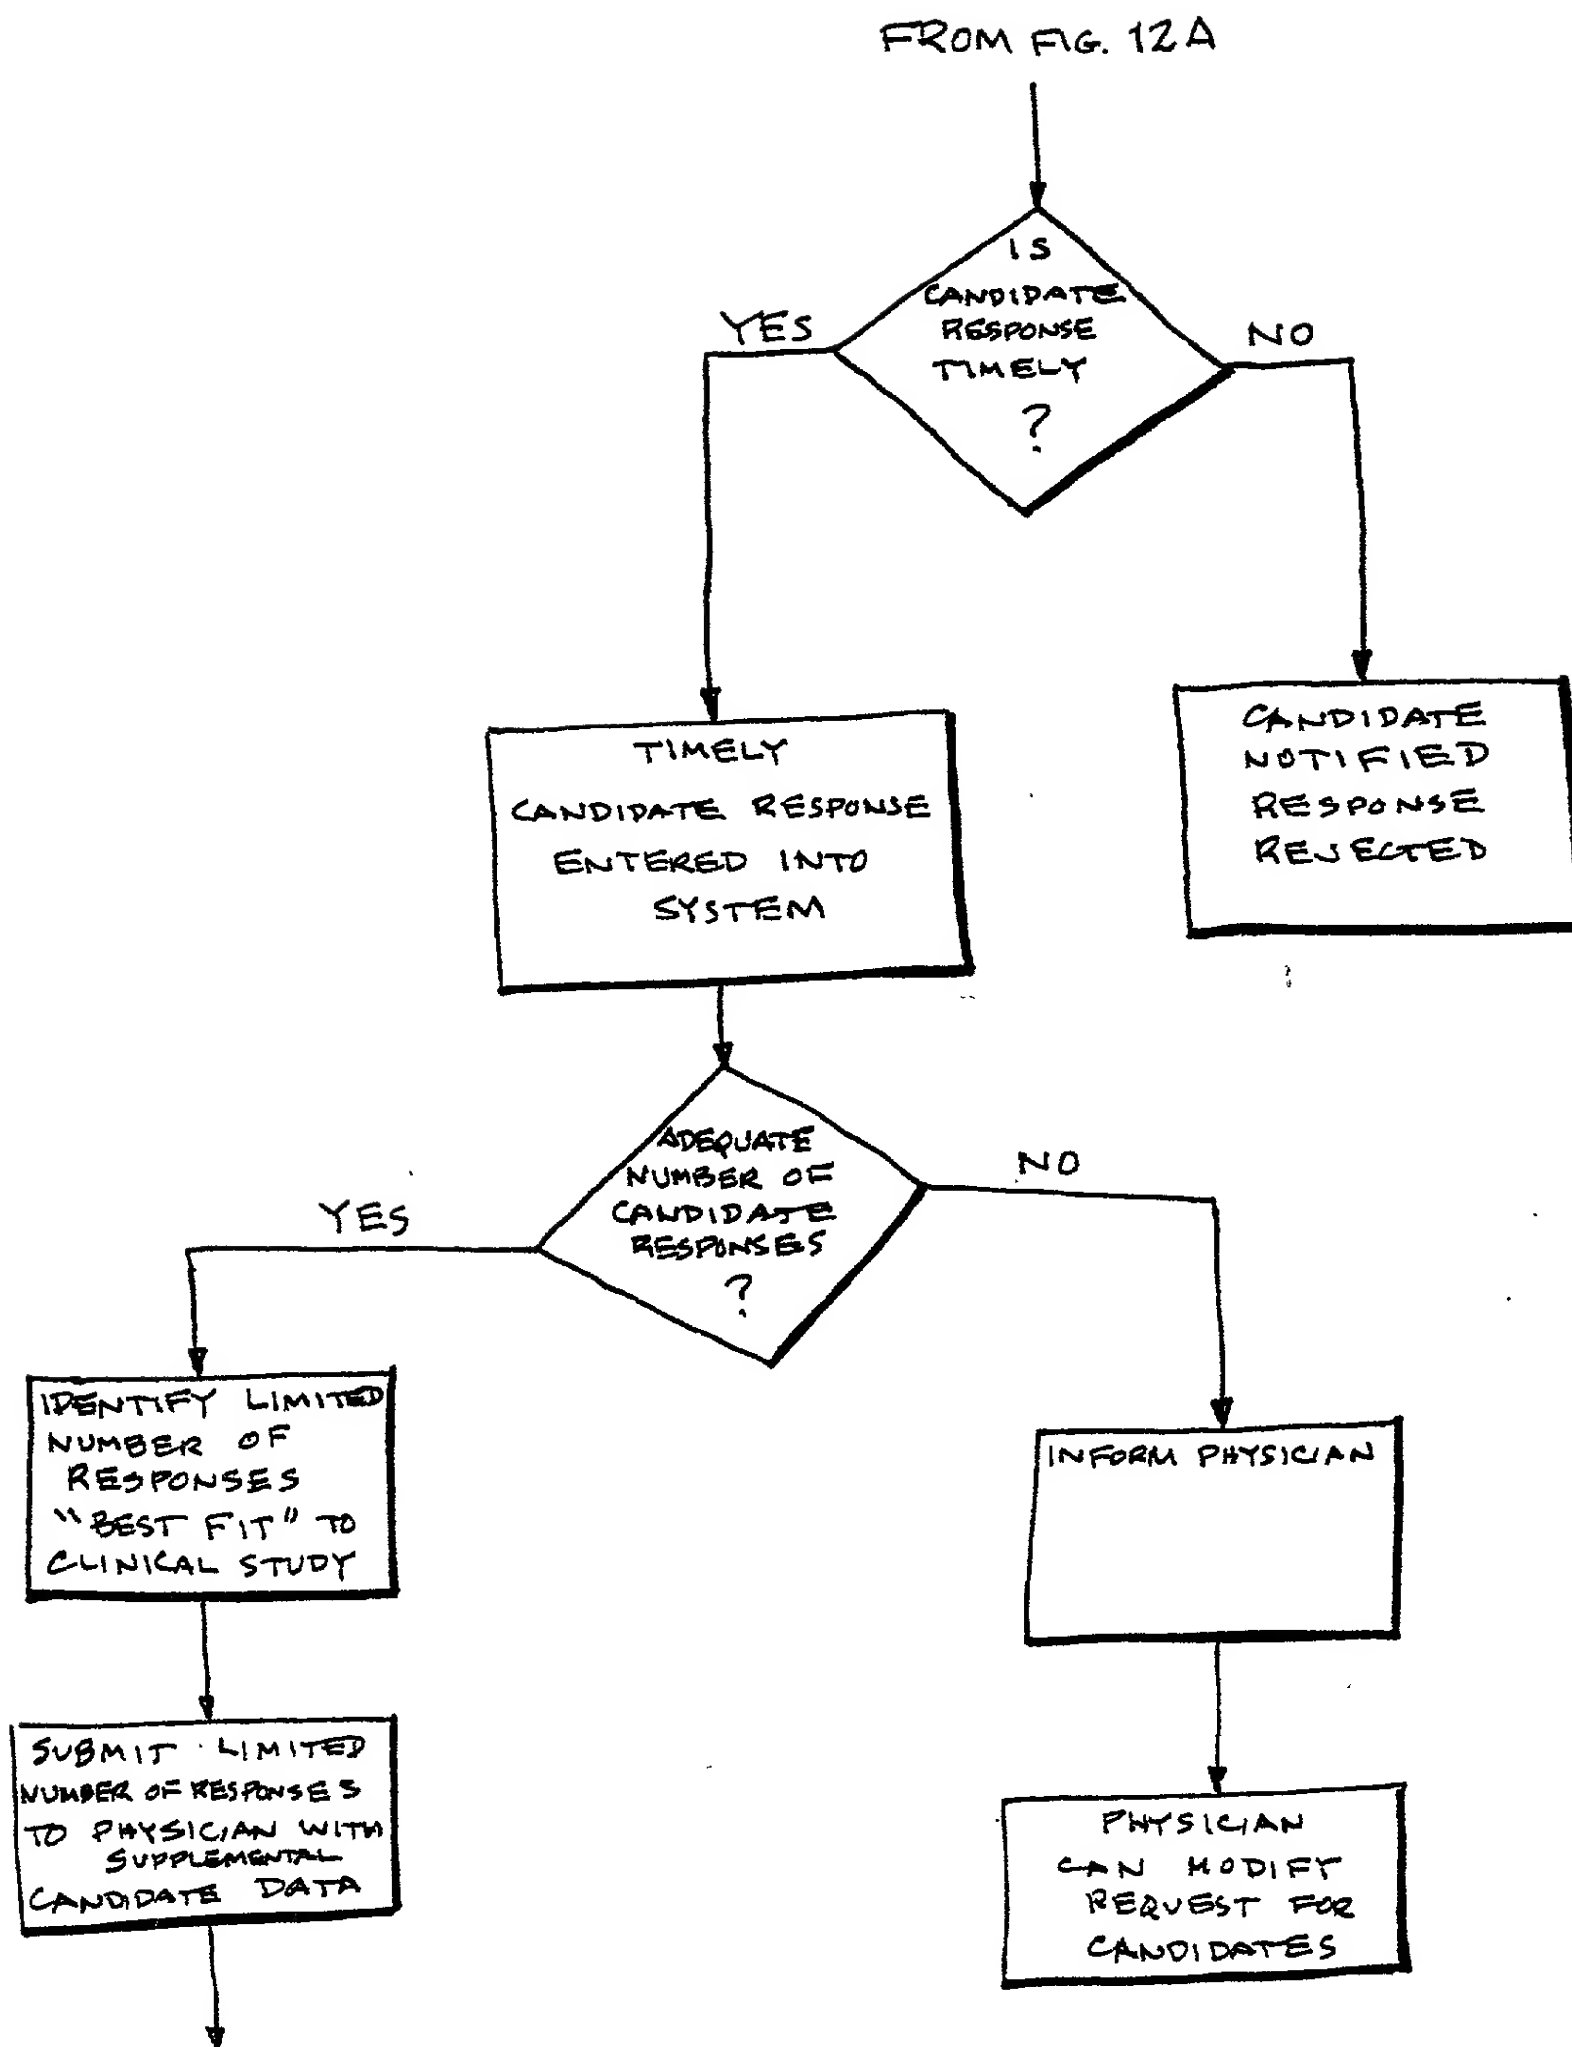 FROM FIG. 12A
IS
CANDIDATE
RESPONSE
TIMELY
?
YES
NO
TIMELY
CANDIDATE RESPONSE
ENTERED INTO
SYSTEM
CANDIDATE
NOTIFIED
RESPONSE
REJECTED
ADEQUATE
NUMBER OF
CANDIDATE
RESPONSES
?
YES
NO
IDENTIFY LIMITED
NUMBER OF
RESPONSES
"BEST FIT" TO
CLINICAL STUDY
INFORM PHYSICIAN
SUBMIT LIMITED
NUMBER OF RESPONSES
TO PHYSICIAN WITH
SUPPLEMENTAL
CANDIDATE DATA
PHYSICIAN
CAN MODIFY
REQUEST FOR
CANDIDATES